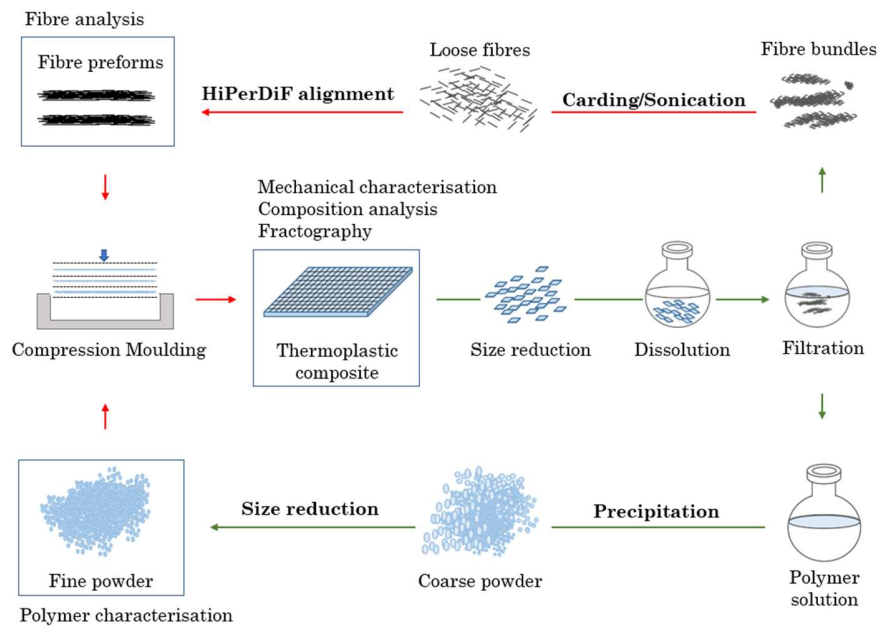 Fibre analysis
Fibre preforms
HiPerDiF alignment
Loose fibres
Carding/Sonication
Fibre bundles
Mechanical characterisation
Composition analysis
Fractography
Compression Moulding
Thermoplastic
composite
Size reduction
Dissolution
Filtration
Fine powder
Polymer characterisation
Size reduction
Coarse powder
Precipitation
Polymer
solution